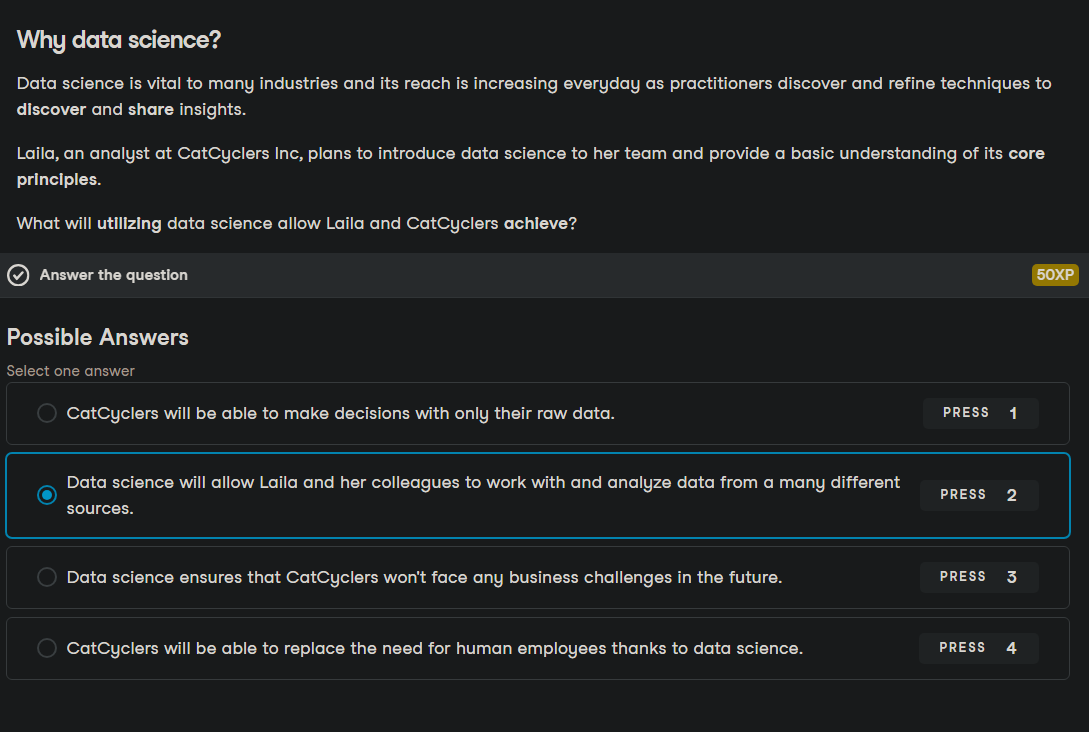 Why data science?
Data science is vital to many industries and its reach is increasing everyday as practitioners discover and refine techniques to
discover and share insights.
Laila, an analyst at CatCyclers Inc, plans to introduce data science to her team and provide a basic understanding of its core
principles.
What will utilizing data science allow Laila and CatCyclers achieve?
Answer the question
50XP
Possible Answers
Select one answer
CatCyclers will be able to make decisions with only their raw data.
PRESS 1
Data science will allow Laila and her colleagues to work with and analyze data from a many different
sources.
PRESS 2
Data science ensures that CatCyclers won't face any business challenges in the future.
PRESS 3
CatCyclers will be able to replace the need for human employees thanks to data science.
PRESS 4